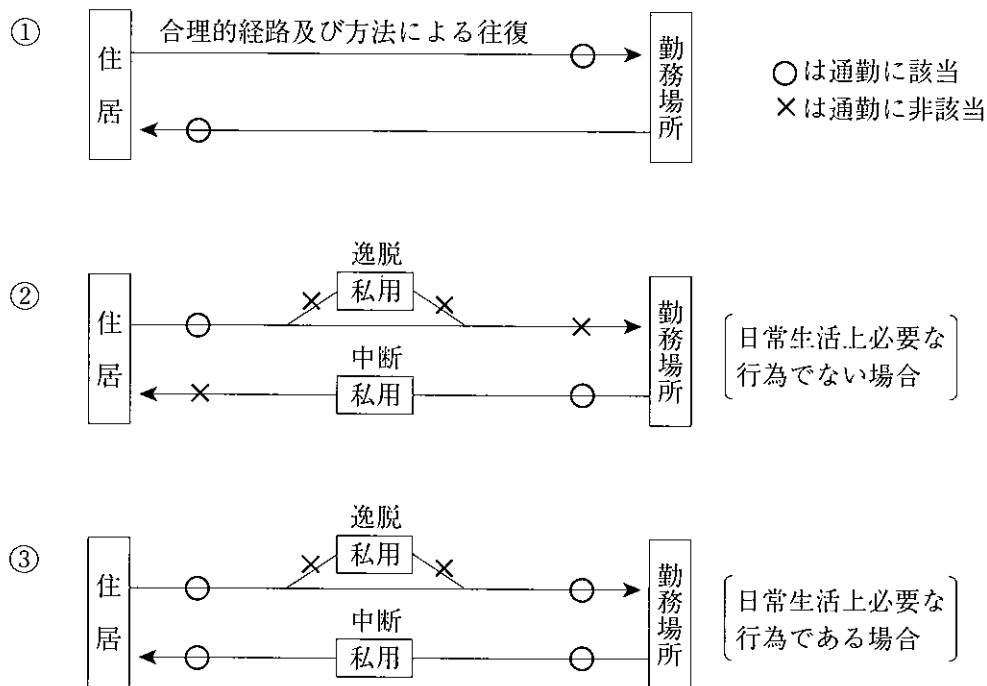 ①
合理的経路及び方法による往復
住居
勤務場所
○は通勤に該当
×は通勤に非該当
②
逸脱
私用
住居
中断
私用
勤務場所
日常生活上必要な
行為でない場合
③
逸脱
私用
住居
中断
私用
勤務場所
日常生活上必要な
行為である場合